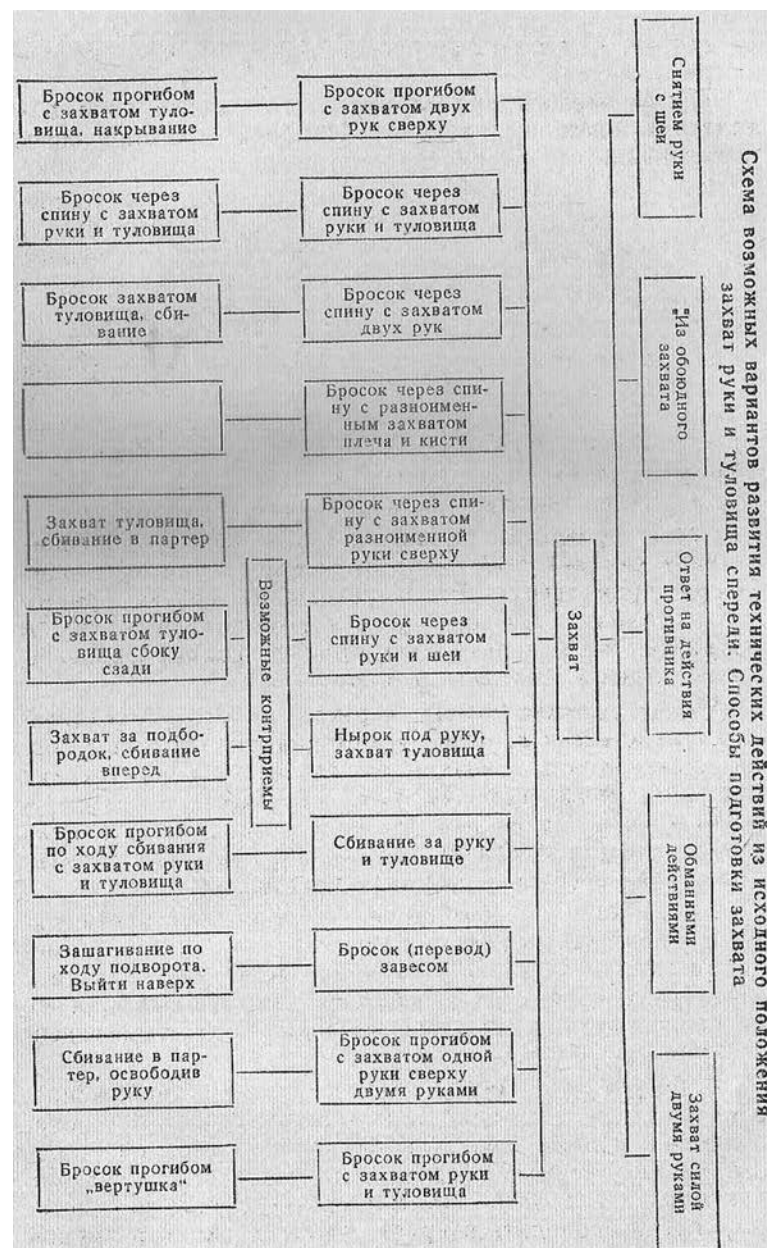 Схема возможных вариантов развития технических действий из исходного положения
захват руки и туловища спереди. Способы подготовки захвата
Снятием руки
с шеи
"Из обоюдного
захвата
Ответ на действия
противника
Обманными
действиями
Захват силой
двумя руками
Захват
Возможные контрприемы
Бросок прогибом
с захватом туло-
вища, накрывание
Бросок прогибом
с захватом двух
рук сверху
Бросок через
спину с захватом
руки и туловища
Бросок через
спину с захватом
руки и туловища
Бросок захватом
туловища, сби-
вание
Бросок через
спину с захватом
двух рук
Бросок через спи-
ну с разноимен-
ным захватом
плеча и кисти
Захват туловища,
сбивание в партер
Бросок через спи-
ну с захватом
разноименной
руки сверху
Бросок прогибом
с захватом туло-
вища сбоку
сзади
Бросок через
спину с захватом
руки и шеи
Захват за подбо-
родок, сбивание
вперед
Нырок под руку,
захват туловища
Бросок прогибом
по ходу сбивания
с захватом руки
и туловища
Сбивание за руку
и туловище
Зашагивание по
ходу подворота.
Выйти наверх
Бросок (перевод)
завесом
Сбивание в пар-
тер, освободив
руку
Бросок прогибом
с захватом одной
руки сверху
двумя руками
Бросок прогибом
„вертушка“
Бросок прогибом
с захватом руки
и туловища